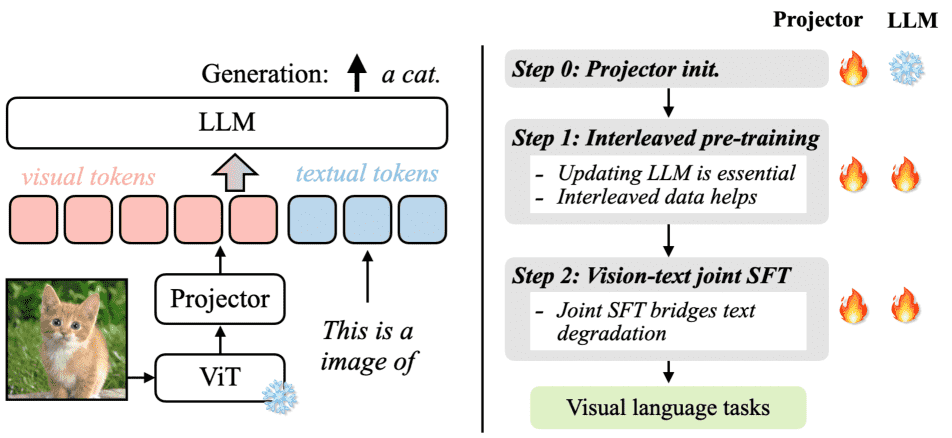 Generation: a cat.
LLM
visual tokens
textual tokens
Projector
This is a
image of
ViT
Projector LLM
Step 0: Projector init.
Step 1: Interleaved pre-training
- Updating LLM is essential
- Interleaved data helps
Step 2: Vision-text joint SFT
- Joint SFT bridges text
degradation
Visual language tasks